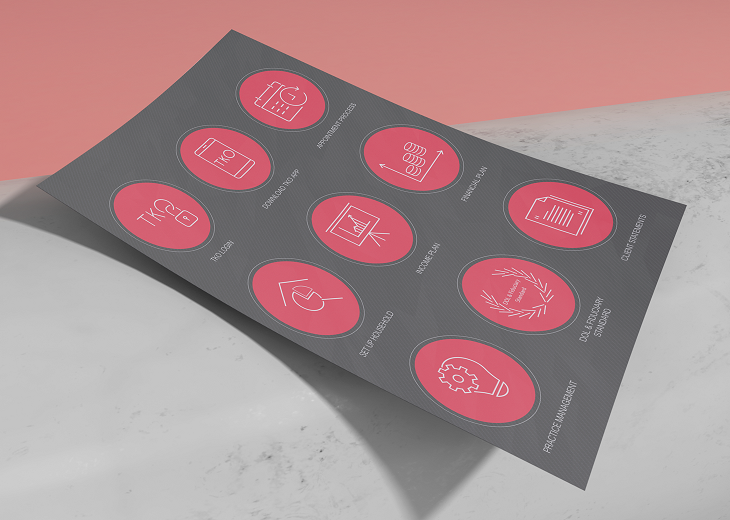 TKO
TKO LOGIN
TKO
DOWNLOAD TKO APP
APPOINTMENT PROCESS
SET UP HOUSEHOLD
INCOME PLAN
FINANCIAL PLAN
PRACTICE MANAGEMENT
DOL & Fiduciary
Standard
DOL & FIDUCIARY
STANDARD
CLIENT STATEMENTS